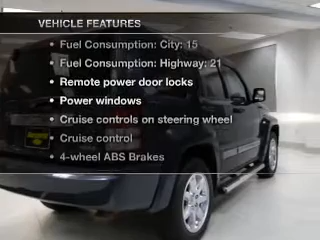 VEHICLE FEATURES
• Fuel Consumption: City: 15
• Fuel Consumption: Highway: 21
• Remote power door locks
• Power windows
• Cruise controls on steering wheel
• Cruise control
• 4-wheel ABS Brakes